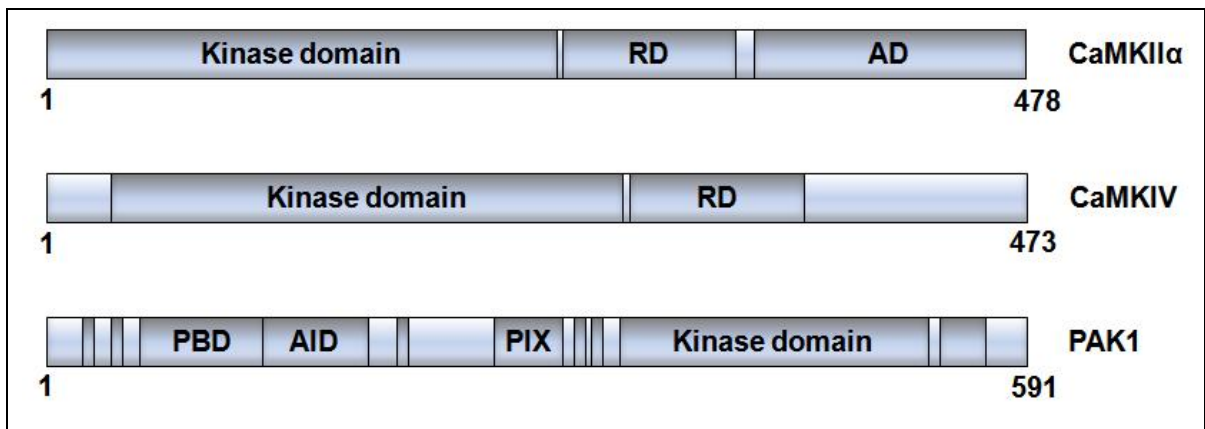 Kinase domain RD AD CaMKIIα
1 478
Kinase domain RD CaMKIV
1 473
PBD AID PIX Kinase domain PAK1
1 591